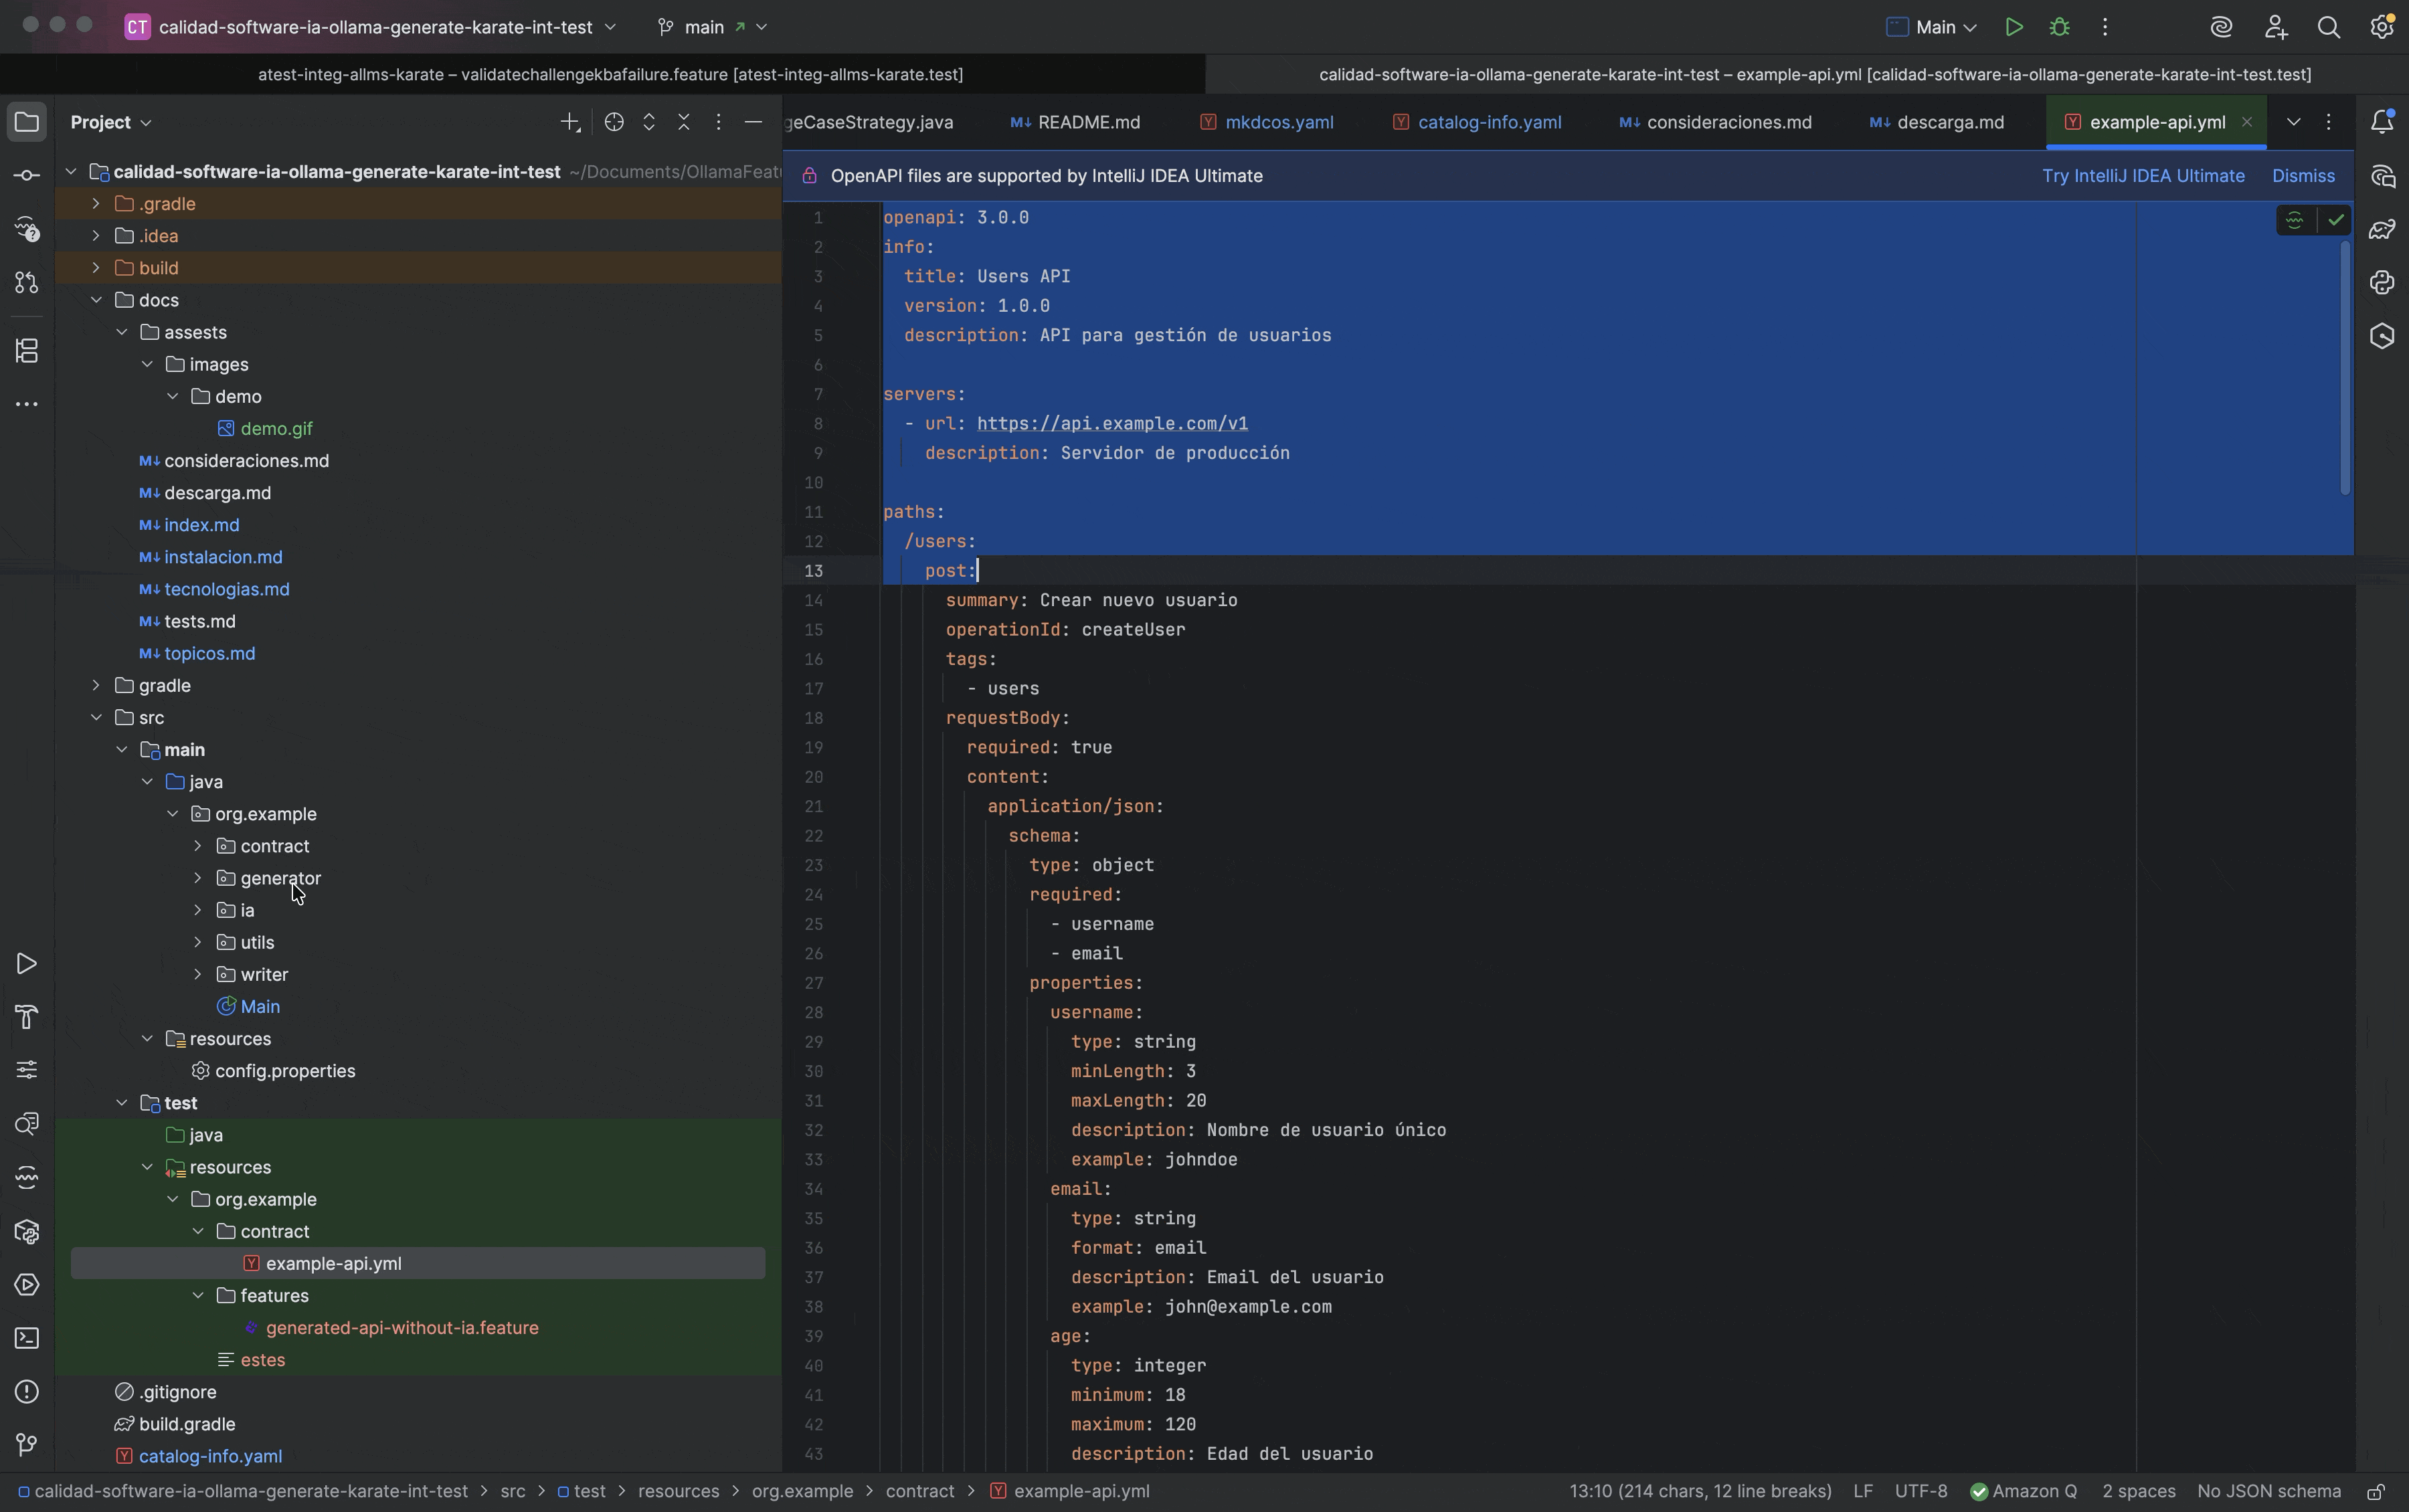 CT calidad-software-ia-ollama-generate-karate-int-test main Main
atest-integ-allms-karate – validatechallengekbafailure.feature [atest-integ-allms-karate.test]
calidad-software-ia-ollama-generate-karate-int-test – example-api.yml [calidad-software-ia-ollama-generate-karate-int-test.test]
Project
calidad-software-ia-ollama-generate-karate-int-test ~/Documents/OllamaFeat
.gradle
.idea
build
docs
assests
images
demo
demo.gif
M↓ consideraciones.md
M↓ descarga.md
M↓ index.md
M↓ instalacion.md
M↓ tecnologias.md
M↓ tests.md
M↓ topicos.md
gradle
src
main
java
org.example
contract
generator
ia
utils
writer
Main
resources
config.properties
test
java
resources
org.example
contract
Y example-api.yml
features
generated-api-without-ia.feature
estes
.gitignore
build.gradle
Y catalog-info.yaml
geCaseStrategy.java M↓ README.md Y mkdcos.yaml Y catalog-info.yaml M↓ consideraciones.md M↓ descarga.md Y example-api.yml
OpenAPI files are supported by IntelliJ IDEA Ultimate Try IntelliJ IDEA Ultimate Dismiss
1 openapi: 3.0.0
2 info:
3 title: Users API
4 version: 1.0.0
5 description: API para gestión de usuarios
6
7 servers:
8 - url: https://api.example.com/v1
9 description: Servidor de producción
10
11 paths:
12 /users:
13 post:
14 summary: Crear nuevo usuario
15 operationId: createUser
16 tags:
17 - users
18 requestBody:
19 required: true
20 content:
21 application/json:
22 schema:
23 type: object
24 required:
25 - username
26 - email
27 properties:
28 username:
29 type: string
30 minLength: 3
31 maxLength: 20
32 description: Nombre de usuario único
33 example: johndoe
34 email:
35 type: string
36 format: email
37 description: Email del usuario
38 example: john@example.com
39 age:
40 type: integer
41 minimum: 18
42 maximum: 120
43 description: Edad del usuario
calidad-software-ia-ollama-generate-karate-int-test > src > test > resources > org.example > contract > Y example-api.yml 13:10 (214 chars, 12 line breaks) LF UTF-8 Amazon Q 2 spaces No JSON schema